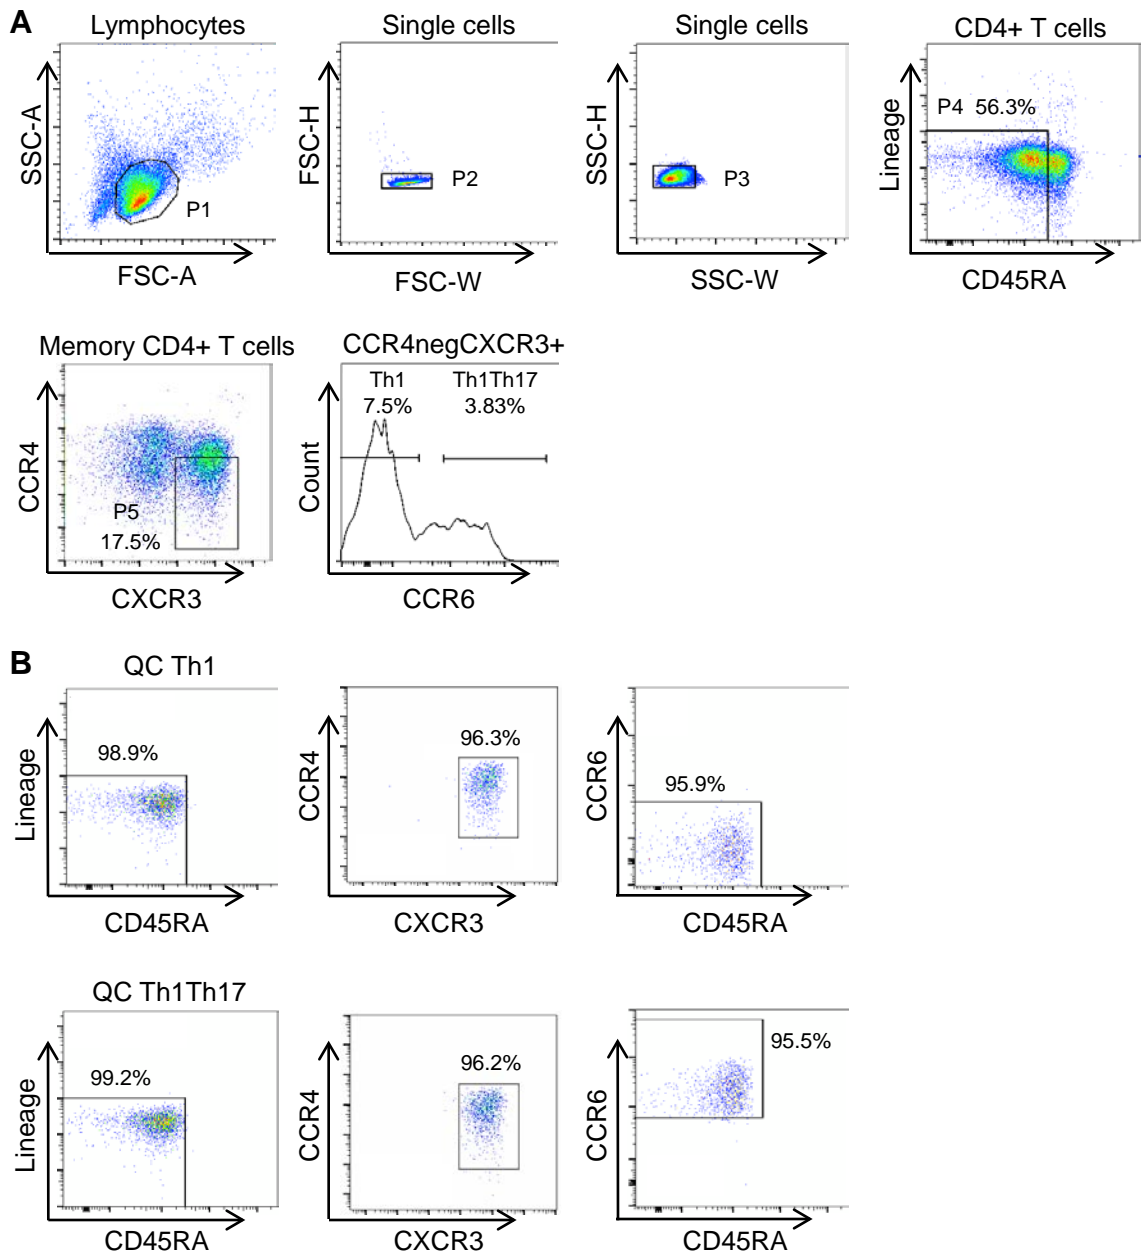 A
Lymphocytes
Single cells
Single cells
CD4+ T cells
SSC-A
P1
FSC-A
FSC-H
P2
FSC-W
SSC-H
P3
SSC-W
Lineage
P4 56.3%
CD45RA
Memory CD4+ T cells
CCR4
P5
17.5%
CXCR3
CCR4negCXCR3+
Count
Th1
7.5%
Th1Th17
3.83%
CCR6
B
QC Th1
Lineage
98.9%
CD45RA
CCR4
96.3%
CXCR3
CCR6
95.9%
CD45RA
QC Th1Th17
Lineage
99.2%
CD45RA
CCR4
96.2%
CXCR3
CCR6
95.5%
CD45RA